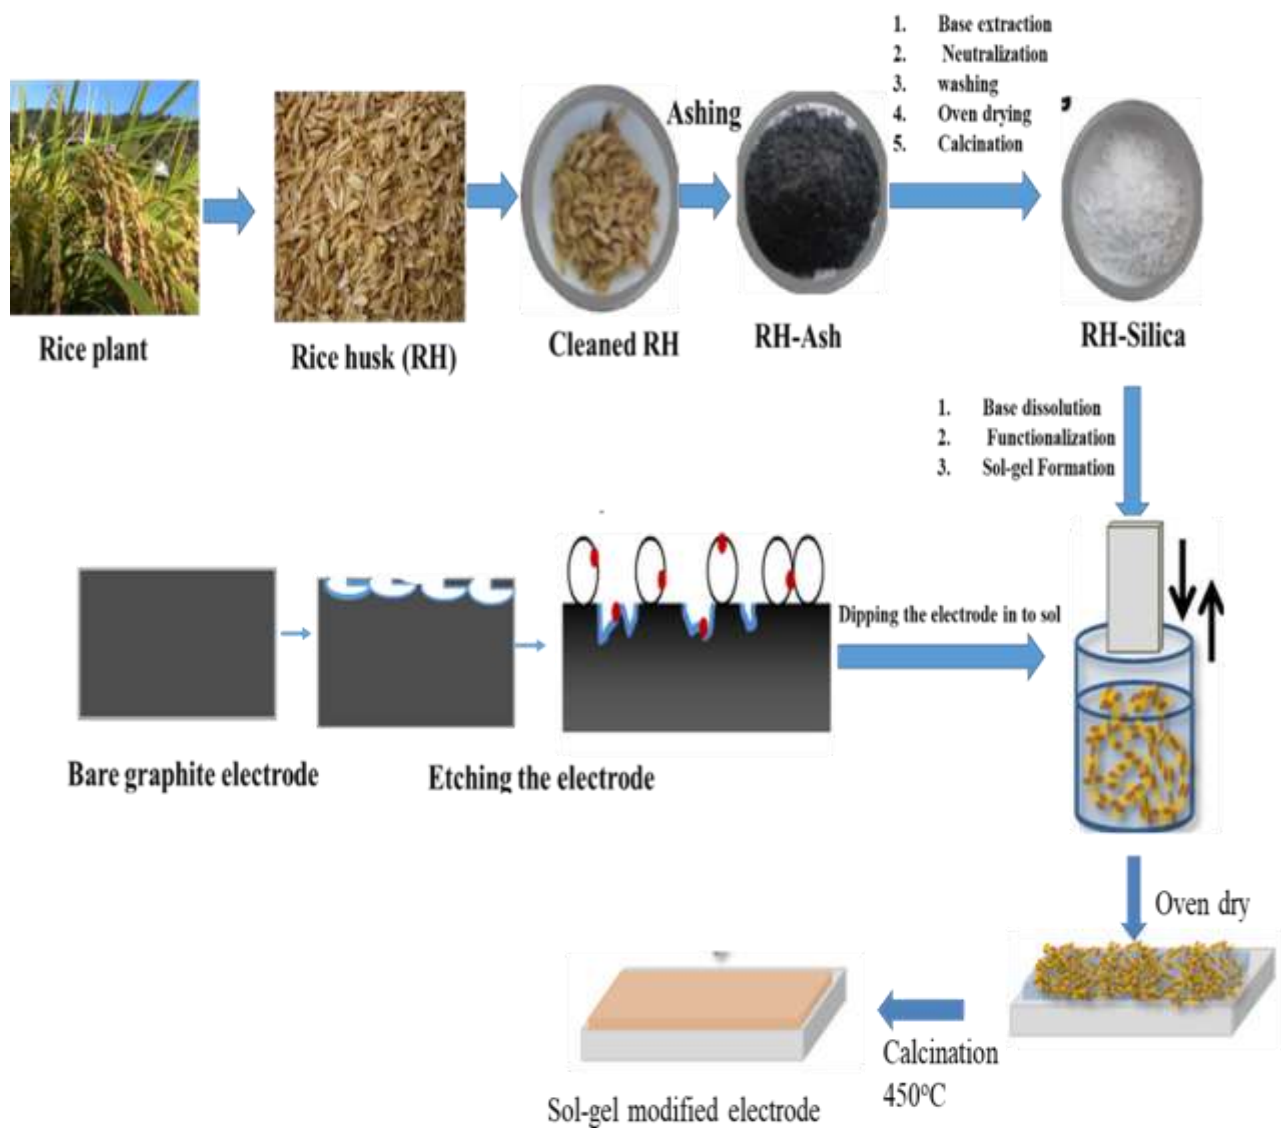 1. Base extraction
2. Neutralization
3. washing
4. Oven drying
5. Calcination
Ashing
Rice plant
Rice husk (RH)
Cleaned RH
RH-Ash
RH-Silica
1. Base dissolution
2. Functionalization
3. Sol-gel Formation
Dipping the electrode in to sol
Bare graphite electrode
Etching the electrode
Oven dry
Calcination
450°C
Sol-gel modified electrode